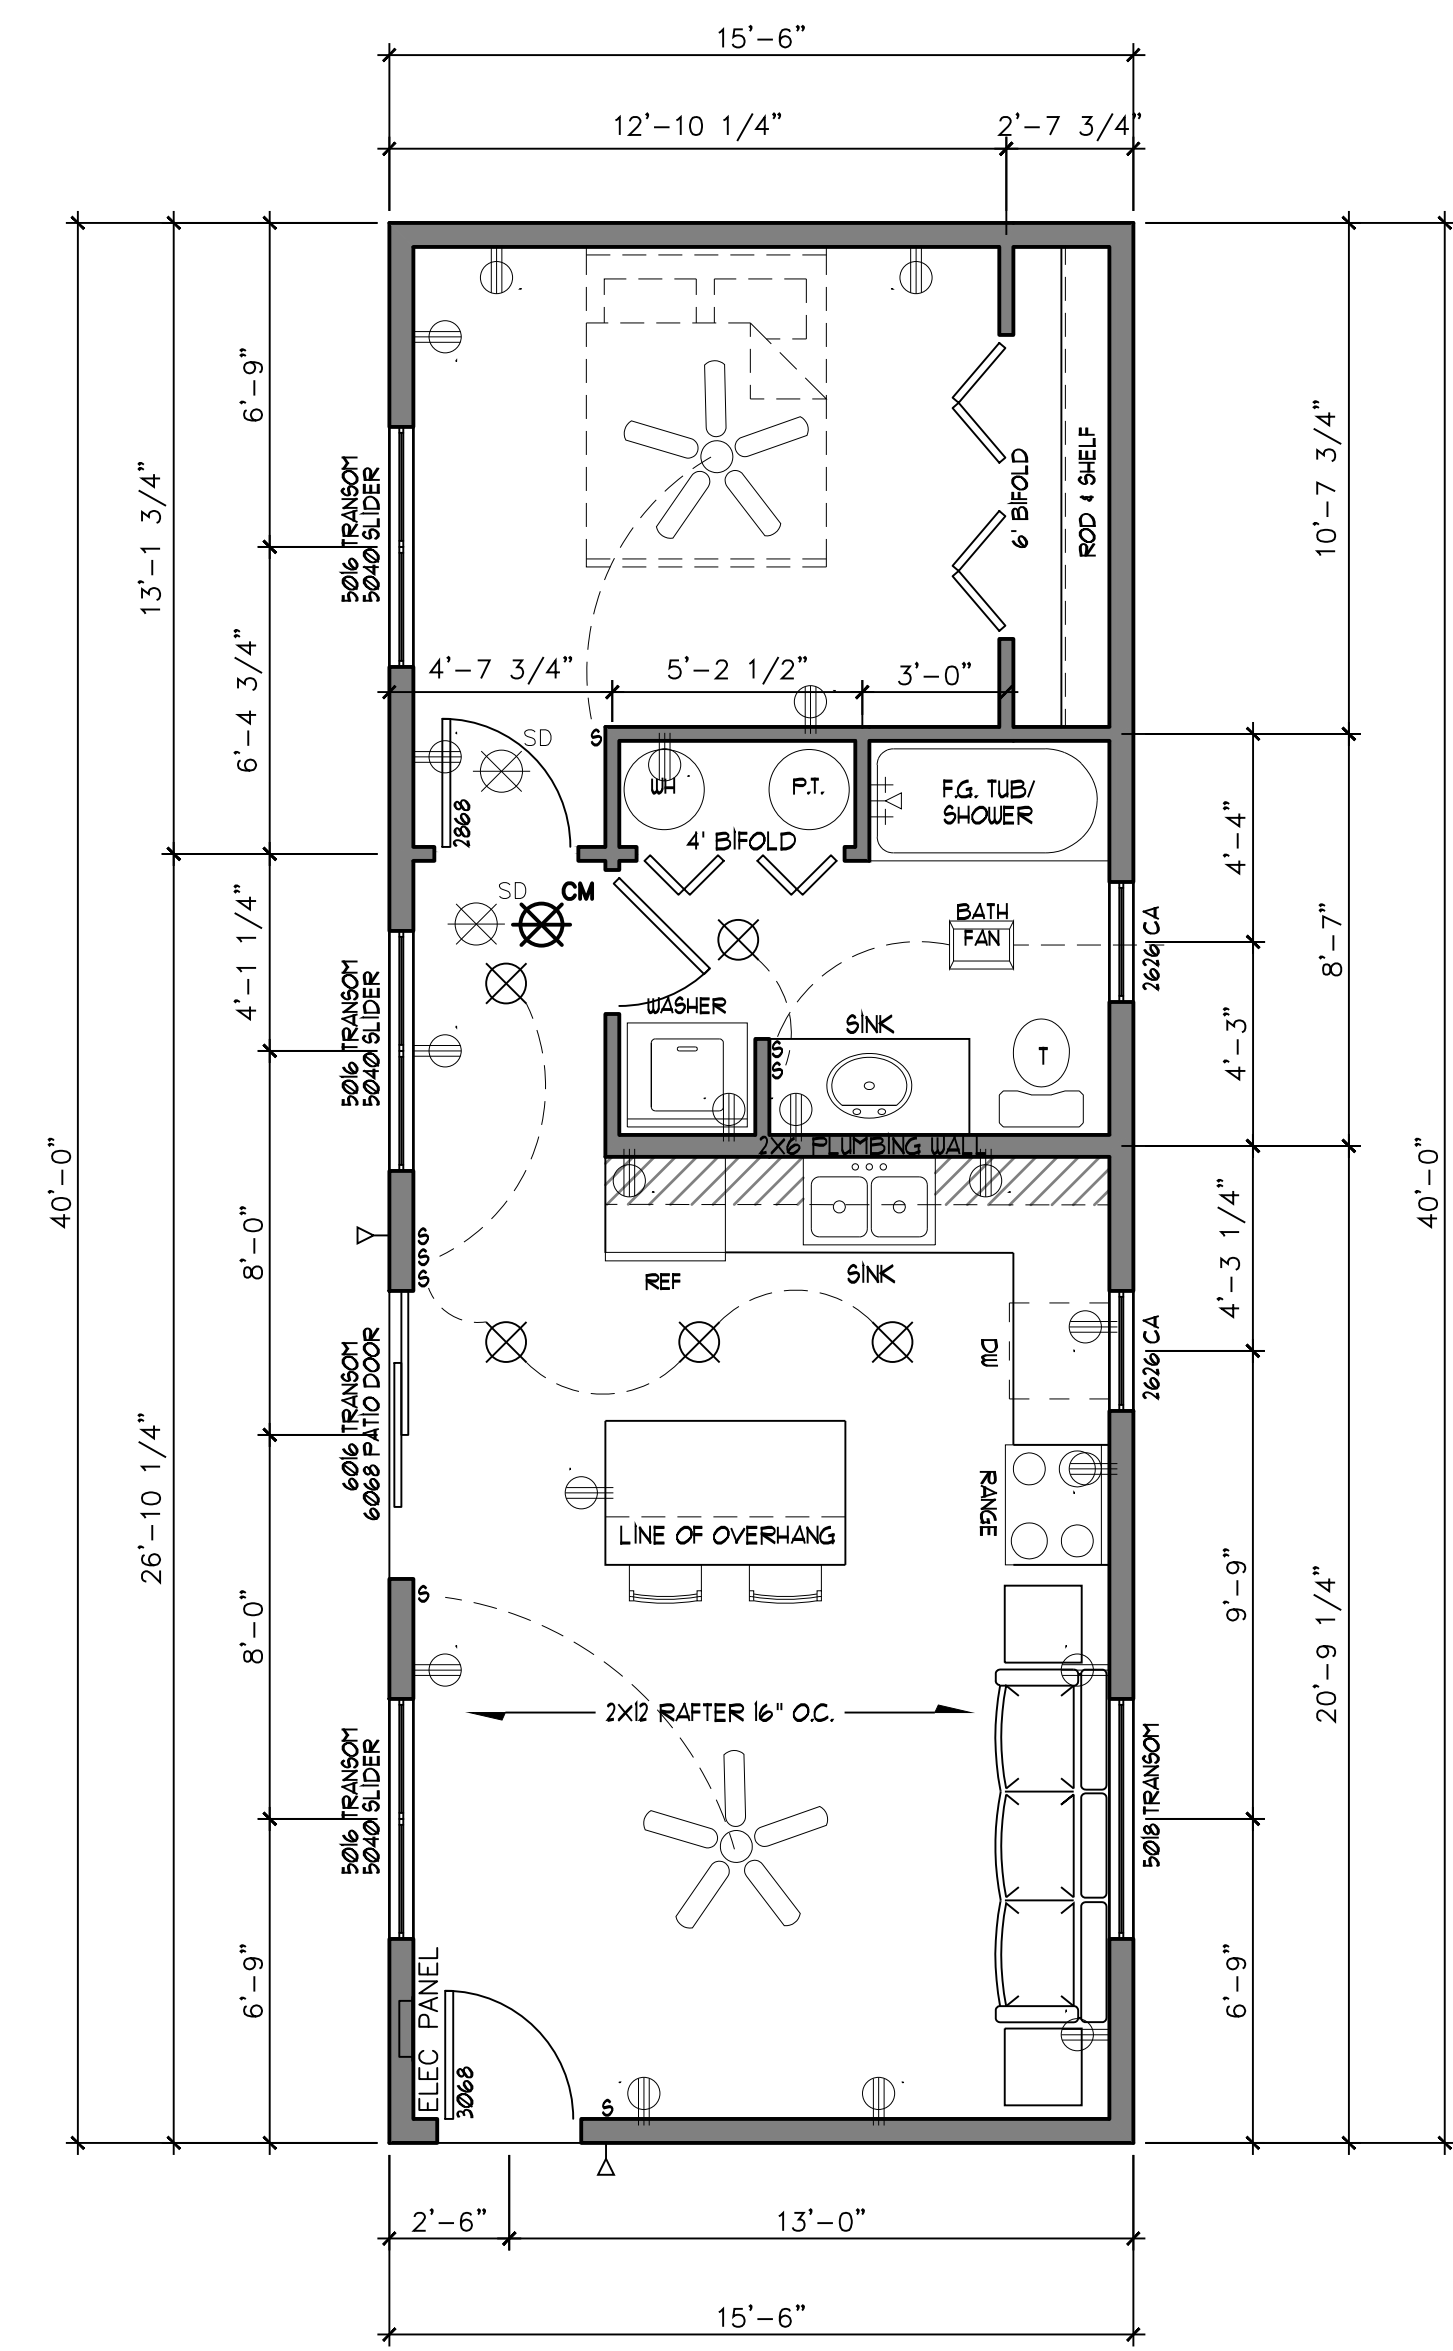 15'-6"
12'-10 1/4"
2'-7 3/4"
6'-9"
13'-1 3/4"
5016 TRANSOM
5040 SLIDER
6' BIFOLD
ROD & SHELF
10'-7 3/4"
6'-4 3/4"
4'-7 3/4"
5'-2 1/2"
3'-0"
SD
S
2868
WH
P.T.
F.G. TUB/
SHOWER
4' BIFOLD
4'-4"
SD
CM
BATH
FAN
2626 CA
8'-7"
4'-1 1/4"
5016 TRANSOM
5040 SLIDER
WASHER
SINK
S
S
T
4'-3"
40'-0"
2X6 PLUMBING WALL
40'-0"
8'-0"
S
S
S
REF
SINK
4'-3 1/4"
6016 TRANSOM
6068 PATIO DOOR
DW
2626 CA
26'-10 1/4"
RANGE
LINE OF OVERHANG
9'-9"
20'-9 1/4"
8'-0"
S
2X12 RAFTER 16" O.C.
5016 TRANSOM
5040 SLIDER
5018 TRANSOM
6'-9"
ELEC PANEL
3068
S
6'-9"
2'-6"
13'-0"
15'-6"